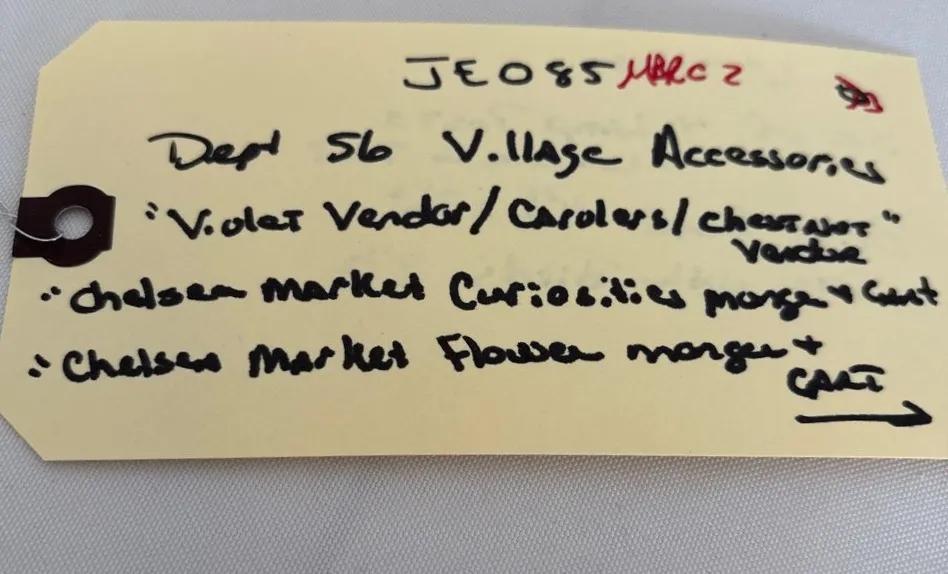 JE085 MARC 2
Dept 56 Village Accessories
"Violet Vendor/Carolers/Chestnut"
Vendor
"Chelsea Market Curiosities monger & Cart
"Chelsea Market Flower monger +
CART